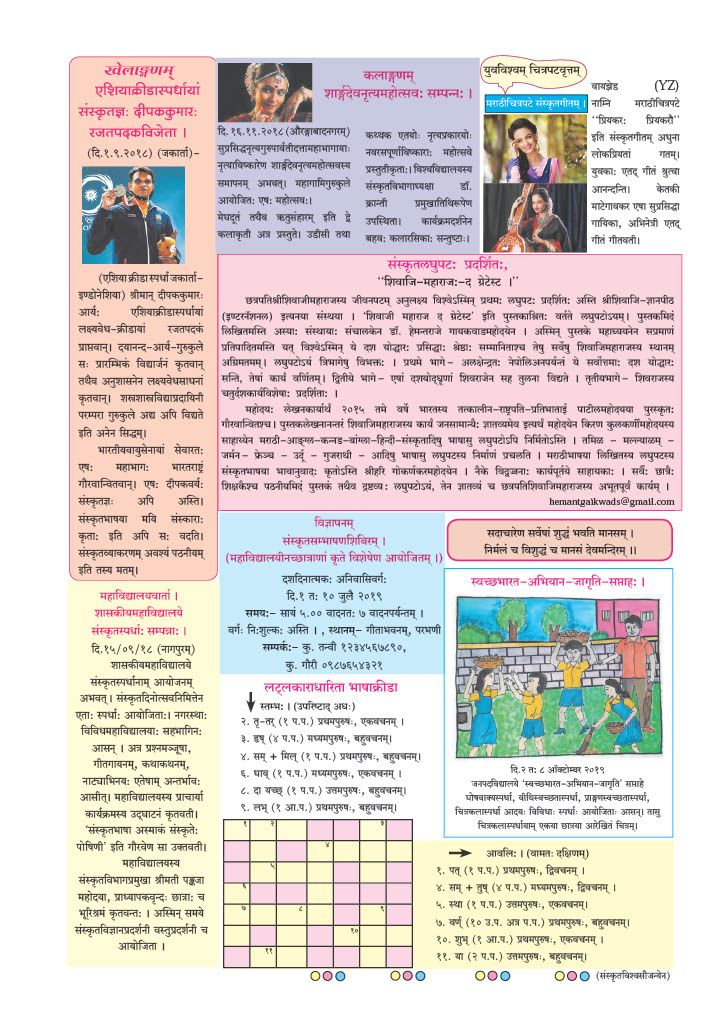 खेलाङ्गणम्
एशियाक्रीडास्पर्धायां
संस्कृतज्ञः दीपककुमारः
रजतपदकविजेता ।
(दि.१.९.२०१८) (जकार्ता)–
(एशियाक्रीडास्पर्धा जकार्ता–
इण्डोनेशिया) श्रीमान् दीपककुमारः
आर्यः एशियाक्रीडास्पर्धायां
लक्ष्यवेध–क्रीडायां रजतपदकं
प्राप्तवान्। दयानन्द–आर्य–गुरुकुले
सः प्रारम्भिकं विद्यार्जनं कृतवान्
तथैव अनुशासनेन लक्ष्यवेधसाधनां
कृतवान्। शस्त्रशास्त्रविद्याप्रदायिनी
परम्परा गुरुकुले अद्य अपि विद्यते
इति अनेन सिद्धम्।
भारतीयवायुसेनायां सेवारतः
एषः महाभागः भारतराष्ट्रं
गौरवान्वितवान्। एषः दीपकवर्यः
संस्कृतज्ञः अपि अस्ति।
संस्कृतभाषया मयि संस्काराः
कृताः इति अपि सः वदति।
संस्कृतव्याकरणम् अवश्यं पठनीयम्
इति तस्य मतम्।
महाविद्यालयवार्ता ।
शासकीयमहाविद्यालये
संस्कृतस्पर्धाः सम्पन्नाः ।
दि.१५/०९/१८ (नागपुरम्)
शासकीयमहाविद्यालये
संस्कृतस्पर्धानाम् आयोजनम्
अभवत्। संस्कृतदिनोत्सवनिमित्तेन
एताः स्पर्धाः आयोजिताः। नगरस्थाः
विविधमहाविद्यालयाः सहभागिनः
आसन् । अत्र प्रश्नमञ्जूषा,
गीतगायनम्, कथाकथनम्,
नाट्याभिनयः एतेषाम् अन्तर्भावः
आसीत्। महाविद्यालयस्य प्राचार्या
कार्यक्रमस्य उद्घाटनं कृतवती।
'संस्कृतभाषा अस्माकं संस्कृतेः
पोषिणी' इति गौरवेण सा उक्तवती।
महाविद्यालयस्य
संस्कृतविभागप्रमुखा श्रीमती पङ्कजा
महोदया, प्राध्यापकवृन्दः छात्राः च
भूरिश्रमं कृतवन्तः । अस्मिन् समये
संस्कृतविज्ञानप्रदर्शनी वस्तुप्रदर्शनी च
आयोजिता ।
कलाङ्गणम्
शार्ङ्गदेवनृत्यमहोत्सवः सम्पन्नः ।
दि. १६.११.२०१८ (औरङ्गाबादनगरम्)
सुप्रसिद्धनृत्यगुरुपार्वतीदत्तामहाभागायाः
नृत्याविष्कारेण शार्ङ्गदेवनृत्यमहोत्सवस्य
समापनम् अभवत्। महागामिगुरुकुले
आयोजितः एषः महोत्सवः।
मेघदूतं तथैव ऋतुसंहारम् इति द्वे
कलाकृती अत्र प्रस्तुते। उडीसी तथा
कथ्थक एतयोः नृत्यप्रकारयोः
नवरसपूर्णाविष्काराः महोत्सवे
प्रस्तुतीकृताः। विश्वविद्यालयस्य
संस्कृतविभागाध्यक्षा डॉ.
क्रान्ती प्रमुखातिथिरूपेण
उपस्थिता। कार्यक्रमदर्शनेन
बहवः कलारसिकाः सन्तुष्टाः।
युवविश्वम् चित्रपटवृत्तम्
मराठीचित्रपटे संस्कृतगीतम् ।
वायझेड (YZ)
नाम्नि मराठीचित्रपटे
''प्रियकरः प्रियकरौ''
इति संस्कृतगीतम् अधुना
लोकप्रियतां गतम्।
युवकाः एतद् गीतं श्रुत्वा
आनन्दन्ति। केतकी
माटेगावकर एषा सुप्रसिद्धा
गायिका, अभिनेत्री एतद्
गीतं गीतवती।
संस्कृतलघुपटः प्रदर्शितः,
''शिवाजि–महाराजः–द ग्रेटेस्ट ।''
छत्रपतिश्रीशिवाजीमहाराजस्य जीवनपटम् अनुलक्ष्य विश्वेऽस्मिन् प्रथमः लघुपटः प्रदर्शितः अस्ति श्रीशिवाजि–ज्ञानपीठ
(इण्टरनॅशनल) इत्यनया संस्थया । 'शिवाजी महाराज द ग्रेटेस्ट' इति पुस्तकाश्रितः वर्तते लघुपटोऽयम्। पुस्तकमिदं
लिखितमस्ति अस्याः संस्थायाः संचालकेन डॉ. हेमन्तराजे गायकवाडमहोदयेन । अस्मिन् पुस्तके महाध्ययनेन सप्रमाणं
प्रतिपादितमस्ति यत् विश्वेऽस्मिन् ये दश योद्धारः प्रसिद्धाः श्रेष्ठाः सम्मानिताश्च तेषु सर्वेषु शिवाजिमहाराजस्य स्थानम्
अग्रिमतमम्। लघुपटोऽयं त्रिभागेषु विभक्तः । प्रथमे भागे– अलक्षेन्द्रतः नेपोलिअनपर्यन्तं ये सर्वोत्तमाः दश योद्धारः
सन्ति, तेषां कार्यं वर्णितम्। द्वितीये भागे– एषां दशयोद्धॄणां शिवराजेन सह तुलना विद्यते । तृतीयभागे– शिवराजस्य
चतुर्दशकार्यविशेषाः प्रदर्शिताः ।
महोदयः लेखनकार्यार्थं २०१५ तमे वर्षे भारतस्य तत्कालीन–राष्ट्रपति–प्रतिभाताई पाटीलमहोदयया पुरस्कृतः
गौरवान्वितश्च। पुस्तकलेखनानन्तरं शिवाजिमहाराजस्य कार्यं जनसामान्यैः ज्ञातव्यमेव इत्यर्थं महोदयेन किरण कुलकर्णीमहोदयस्य
साहाय्येन मराठी–आङ्ग्ल–कन्नड–बांग्ला–हिन्दी–संस्कृतादिषु भाषासु लघुपटोऽपि निर्मितोऽस्ति । तमिळ – मल्ल्याळम् –
जर्मन– फ्रेञ्च – उर्दू – गुजराथी – आदिषु भाषासु लघुपटस्य निर्माणं प्रचलति । मराठीभाषया लिखितस्य लघुपटस्य
संस्कृतभाषया भावानुवादः कृतोऽस्ति श्रीहरि गोकर्णकरमहोदयेन । नैके विद्वज्जनाः कार्यपूर्तये साहायकाः । सर्वैः छात्रैः
शिक्षकैश्च पठनीयमिदं पुस्तकं तथैव द्रष्टव्यः लघुपटोऽयं, तेन ज्ञातव्यं च छत्रपतिशिवाजिमहाराजस्य अभूतपूर्वं कार्यम् ।
hemantgaikwads@gmail.com
विज्ञापनम्
संस्कृतसम्भाषणशिविरम् ।
(महाविद्यालयीनच्छात्राणां कृते विशेषेण आयोजितम् ।)
दशदिनात्मकः अनिवासिवर्गः
दि.१ तः १० जुलै २०१९
समयः– सायं ५.०० वादनतः ७ वादनपर्यन्तम् ।
वर्गः निःशुल्कः अस्ति । , स्थानम्– गीताभवनम्, परभणी
सम्पर्कः– कु. तन्वी १२३४५६७८९०,
कु. गौरी ०९८७६५४३२१
सदाचारेण सर्वेषां शुद्धं भवति मानसम् ।
निर्मलं च विशुद्धं च मानसं देवमन्दिरम् ॥
स्वच्छभारत–अभियान–जागृति–सप्ताहः ।
दि.२ तः ८ ऑक्टोम्बर २०१९
जनपदविद्यालये 'स्वच्छभारत–अभियान–जागृति' सप्ताहे
घोषवाक्यस्पर्धा, वीथिस्वच्छतास्पर्धा, प्राङ्गणस्वच्छतास्पर्धा,
चित्रकलास्पर्धा आदयः विविधाः स्पर्धाः आयोजिताः आसन्। तासु
चित्रकलास्पर्धायाम् एकया छात्रया आरेखितं चित्रम्।
लट्लकाराधारिता भाषाक्रीडा
स्तम्भः । (उपरिष्टाद् अधः)
२. तृ–तर् (१ प.प.) प्रथमपुरुषः, एकवचनम् ।
३. हृष् (४ प.प.) मध्यमपुरुषः, बहुवचनम्।
४. सम् + मिल् (१ प.प.) प्रथमपुरुषः, बहुवचनम्।
६. धाव् (१ प.प.) मध्यमपुरुषः, एकवचनम् ।
८. दा यच्छ् (१ प.प.) उत्तमपुरुषः, बहुवचनम्।
९. लभ् (१ आ.प.) प्रथमपुरुषः, बहुवचनम्।
१ २ ३
४
५
६
७ ८ ९
१०
११
आवलिः । (वामतः दक्षिणम्)
१. पत् (१ प.प.) प्रथमपुरुषः, द्विवचनम् ।
४. सम् + तुष् (४ प.प.) मध्यमपुरुषः, द्विवचनम् ।
५. स्था (१ प.प.) उत्तमपुरुषः, एकवचनम्।
७. वर्ण् (१० उ.प. अत्र प.प.) प्रथमपुरुषः, बहुवचनम्।
१०. शुभ् (१ आ.प.) प्रथमपुरुषः, एकवचनम् ।
११. या (२ प.प.) उत्तमपुरुषः, बहुवचनम्।
(संस्कृतविश्वसौजन्येन)